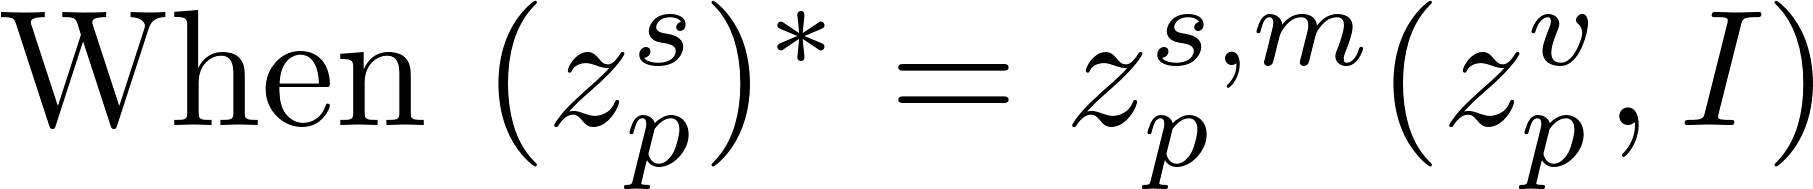 When (z_p^s)^* = z_p^{s,m}(z_p^v, I)